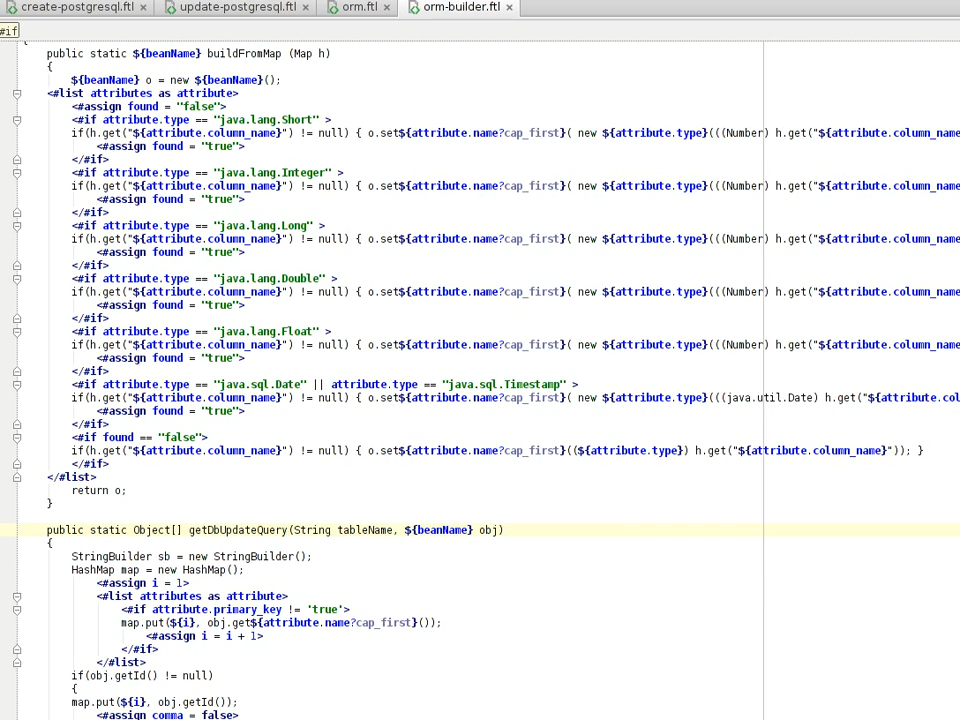 create-postgresql.ftl × update-postgresql.ftl × orm.ftl × orm-builder.ftl ×
#if
public static ${beanName} buildFromMap (Map h)
{
${beanName} o = new ${beanName}();
<#list attributes as attribute>
<#assign found = "false">
<#if attribute.type == "java.lang.Short" >
if(h.get("${attribute.column_name}") != null) { o.set${attribute.name?cap_first}( new ${attribute.type}(((Number) h.get("${attribute.column_name
<#assign found = "true">
</#if>
<#if attribute.type == "java.lang.Integer" >
if(h.get("${attribute.column_name}") != null) { o.set${attribute.name?cap_first}( new ${attribute.type}(((Number) h.get("${attribute.column_name
<#assign found = "true">
</#if>
<#if attribute.type == "java.lang.Long" >
if(h.get("${attribute.column_name}") != null) { o.set${attribute.name?cap_first}( new ${attribute.type}(((Number) h.get("${attribute.column_name
<#assign found = "true">
</#if>
<#if attribute.type == "java.lang.Double" >
if(h.get("${attribute.column_name}") != null) { o.set${attribute.name?cap_first}( new ${attribute.type}(((Number) h.get("${attribute.column_name
<#assign found = "true">
</#if>
<#if attribute.type == "java.lang.Float" >
if(h.get("${attribute.column_name}") != null) { o.set${attribute.name?cap_first}( new ${attribute.type}(((Number) h.get("${attribute.column_name
<#assign found = "true">
</#if>
<#if attribute.type == "java.sql.Date" || attribute.type == "java.sql.Timestamp" >
if(h.get("${attribute.column_name}") != null) { o.set${attribute.name?cap_first}( new ${attribute.type}(((java.util.Date) h.get("${attribute.col
<#assign found = "true">
</#if>
<#if found == "false">
if(h.get("${attribute.column_name}") != null) { o.set${attribute.name?cap_first}((${attribute.type}) h.get("${attribute.column_name}")); }
</#if>
</#list>
return o;
}
public static Object[] getDbUpdateQuery(String tableName, ${beanName} obj)
{
StringBuilder sb = new StringBuilder();
HashMap map = new HashMap();
<#assign i = 1>
<#list attributes as attribute>
<#if attribute.primary_key != 'true'>
map.put(${i}, obj.get${attribute.name?cap_first}());
<#assign i = i + 1>
</#if>
</#list>
if(obj.getId() != null)
{
map.put(${i}, obj.getId());
<#assign comma = false>